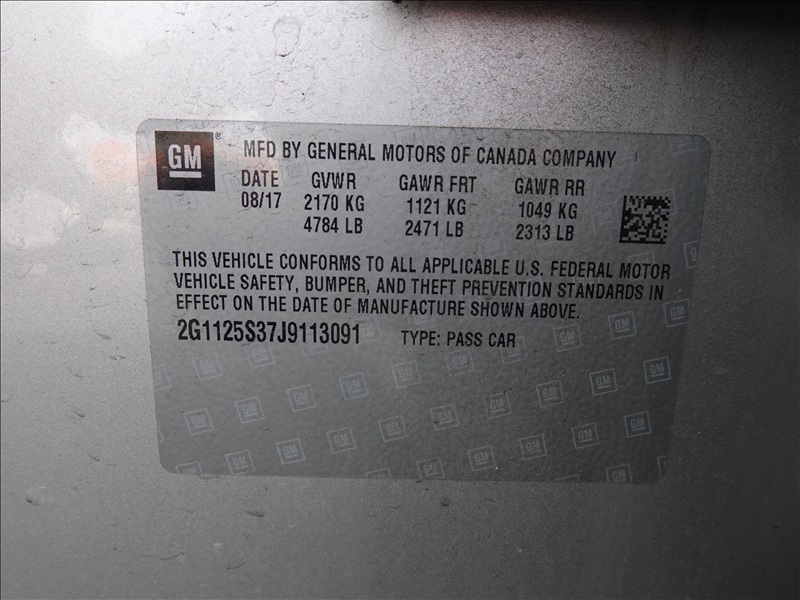 GM ® MFD BY GENERAL MOTORS OF CANADA COMPANY
DATE GVWR GAWR FRT GAWR RR
08/17 2170 KG 1121 KG 1049 KG
4784 LB 2471 LB 2313 LB
THIS VEHICLE CONFORMS TO ALL APPLICABLE U.S. FEDERAL MOTOR
VEHICLE SAFETY, BUMPER, AND THEFT PREVENTION STANDARDS IN
EFFECT ON THE DATE OF MANUFACTURE SHOWN ABOVE.
2G1125S37J9113091 TYPE: PASS CAR